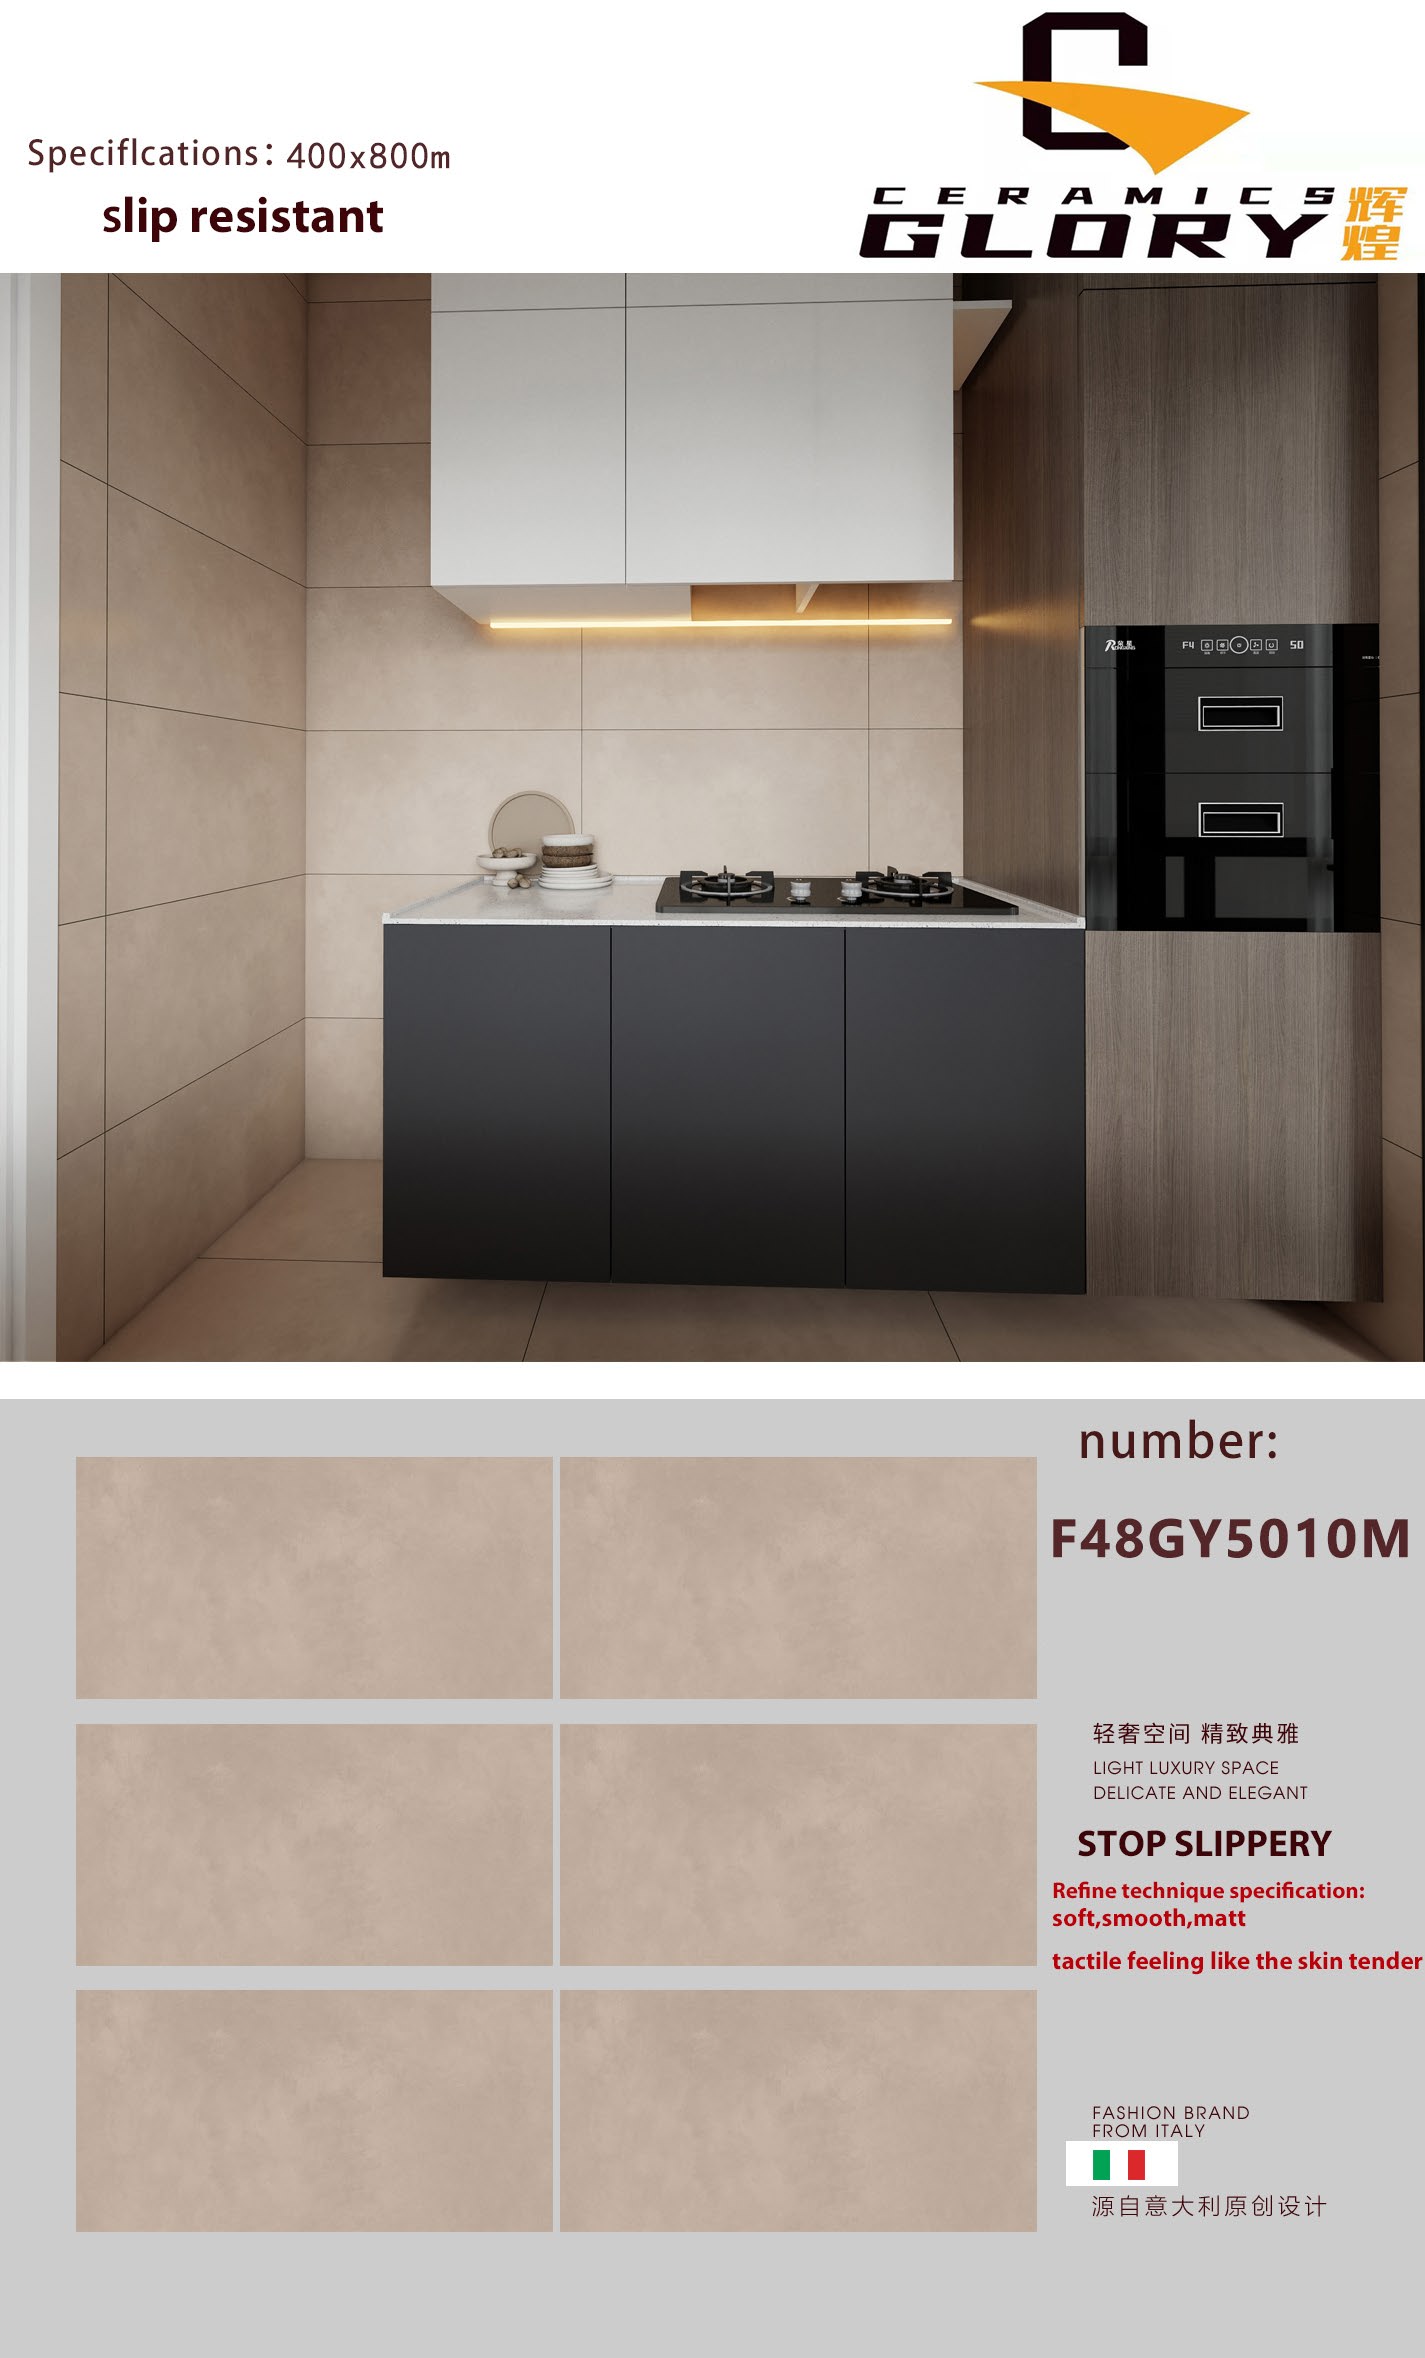 Speciflcations：400x800m
slip resistant
CERAMICS
GLORY 辉煌
F4
50
number:
F48GY5010M
轻奢空间 精致典雅
LIGHT LUXURY SPACE
DELICATE AND ELEGANT
STOP SLIPPERY
Refine technique specification:
soft,smooth,matt
tactile feeling like the skin tender
FASHION BRAND
FROM ITALY
源自意大利原创设计